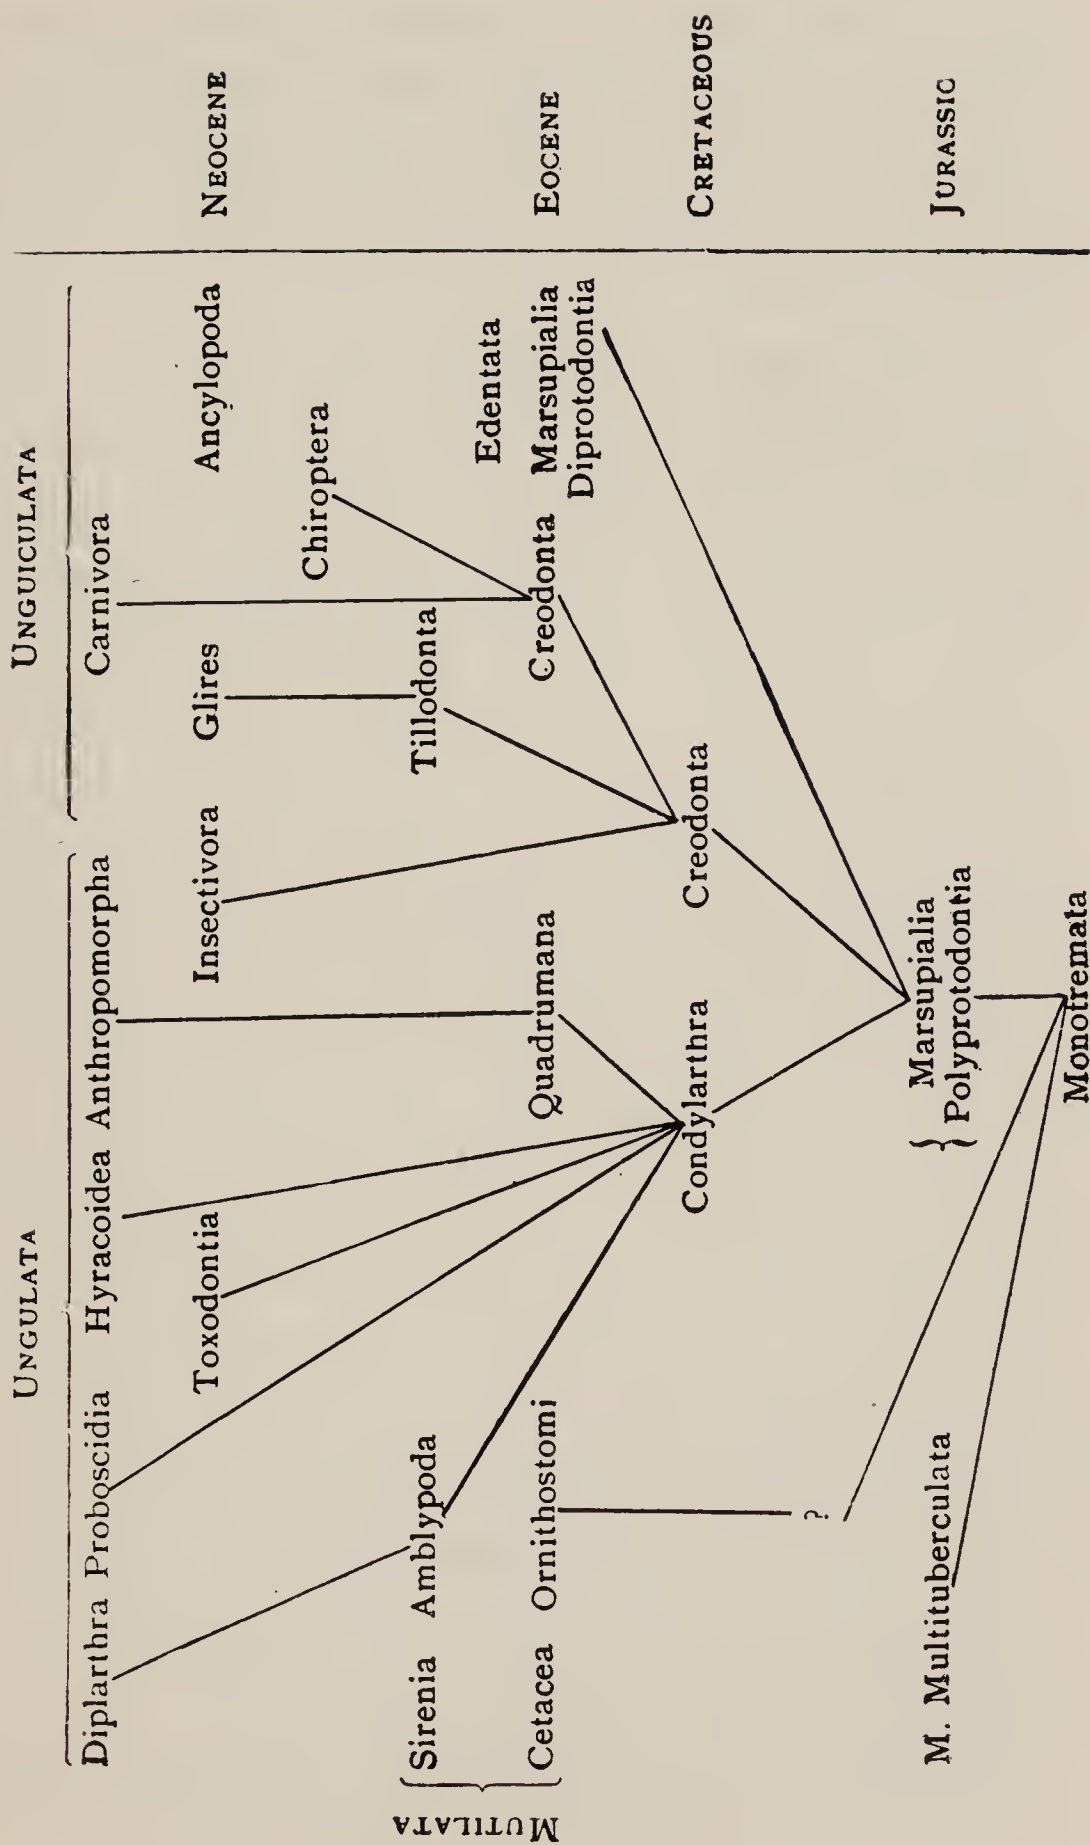 UNGULATA UNGUICULATA
Diplarthra Proboscidia Hyracoidea Anthropomorpha Carnivora
Toxodontia Insectivora Glires Ancylopoda NEOCENE
Chiroptera
MUTILATA
Sirenia Amblypoda Tillodonta
Edentata
Cetacea Ornithostomi Quadrumana Creodonta Marsupialia EOCENE
Diprotodontia
Condylarthra Creodonta CRETACEOUS
?
Marsupialia
M. Multituberculata Polyprotodontia JURASSIC
Monotremata